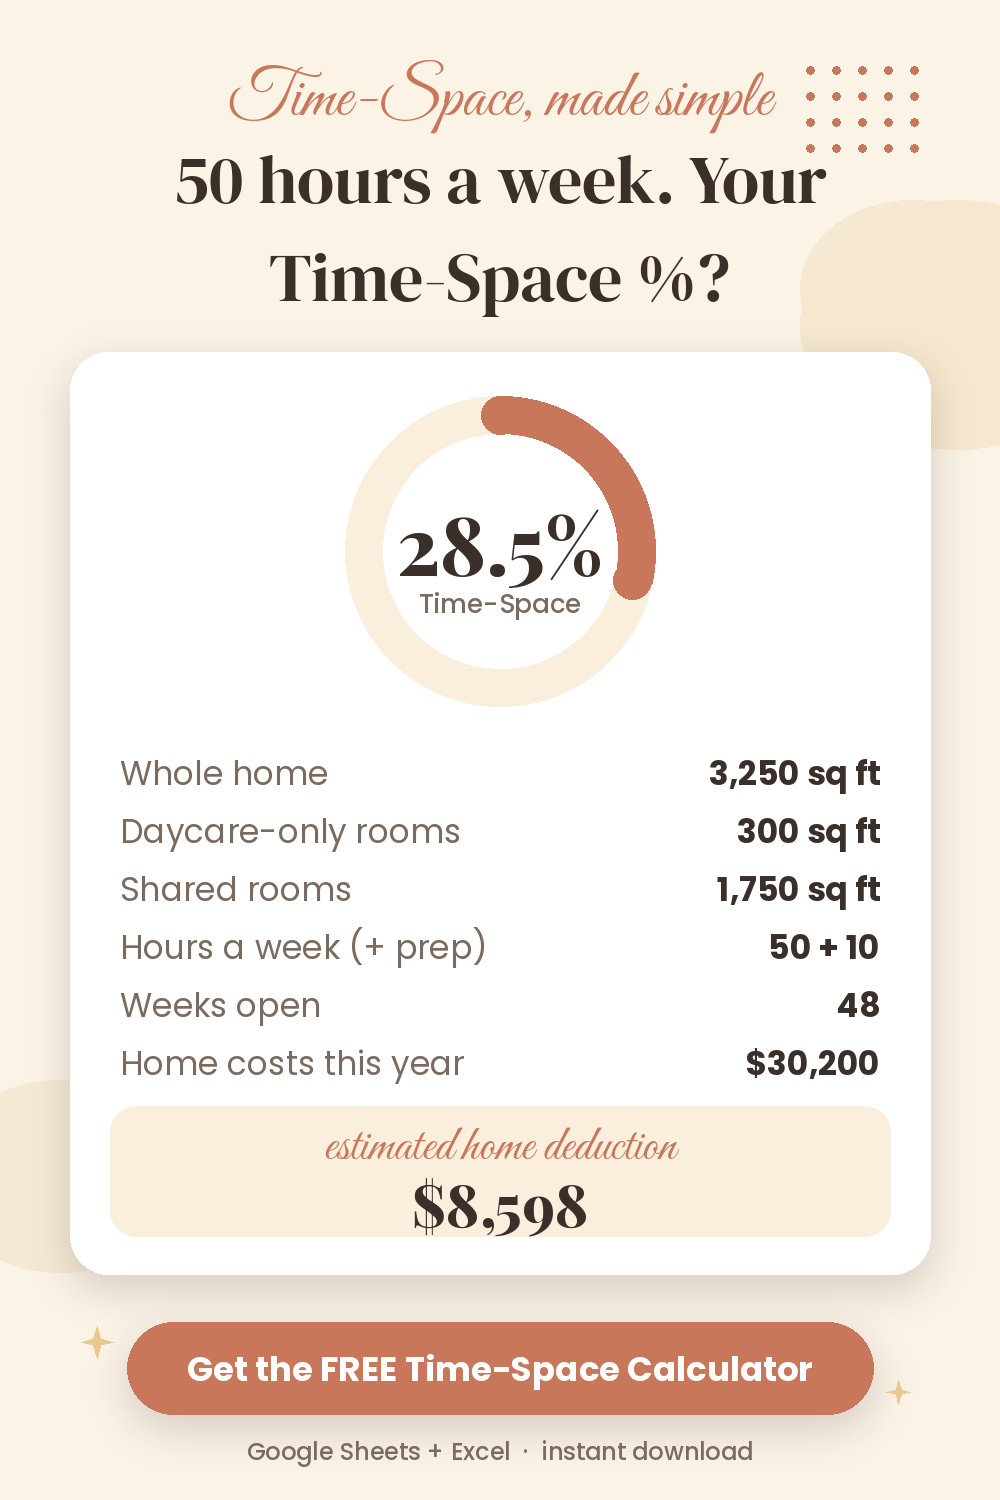 Time-Space, made simple
50 hours a week. Your
Time-Space %?
28.5%
Time-Space
Whole home 3,250 sq ft
Daycare-only rooms 300 sq ft
Shared rooms 1,750 sq ft
Hours a week (+ prep) 50 + 10
Weeks open 48
Home costs this year $30,200
estimated home deduction
$8,598
Get the FREE Time-Space Calculator
Google Sheets + Excel · instant download